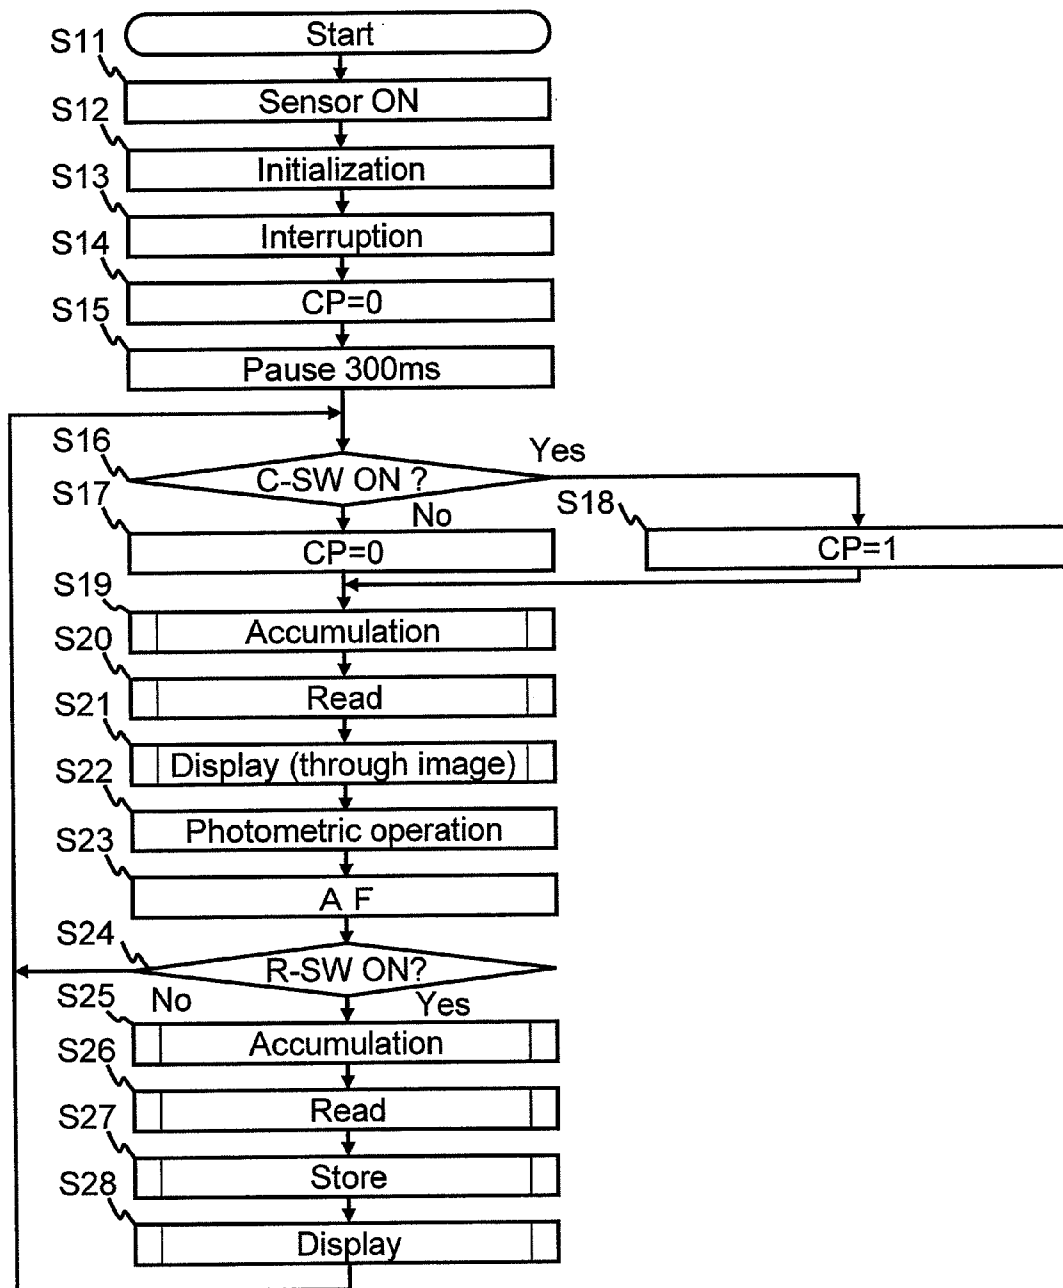 Start
S11
Sensor ON
S12
Initialization
S13
Interruption
S14
CP=0
S15
Pause 300ms
S16
C-SW ON ?
Yes
No
S17
CP=0
S18
CP=1
S19
Accumulation
S20
Read
S21
Display (through image)
S22
Photometric operation
S23
A F
S24
R-SW ON?
No
Yes
S25
Accumulation
S26
Read
S27
Store
S28
Display